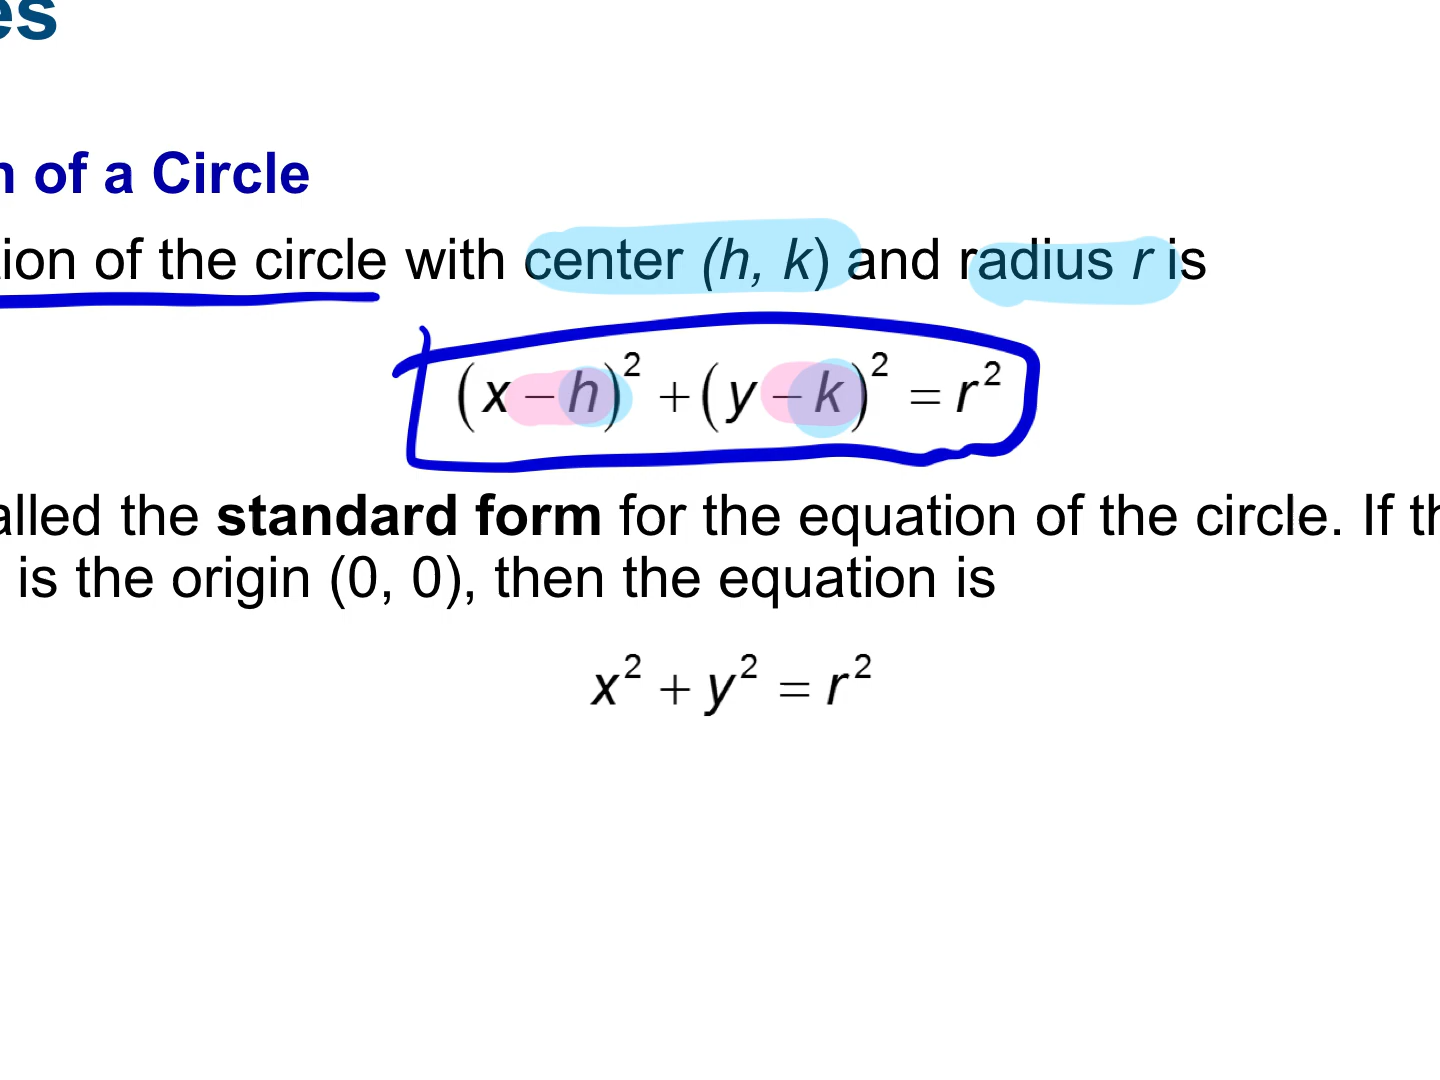 es
n of a Circle
tion of the circle with center (h, k) and radius r is
(x − h)² + (y − k)² = r²
alled the standard form for the equation of the circle. If th
is the origin (0, 0), then the equation is
x² + y² = r²